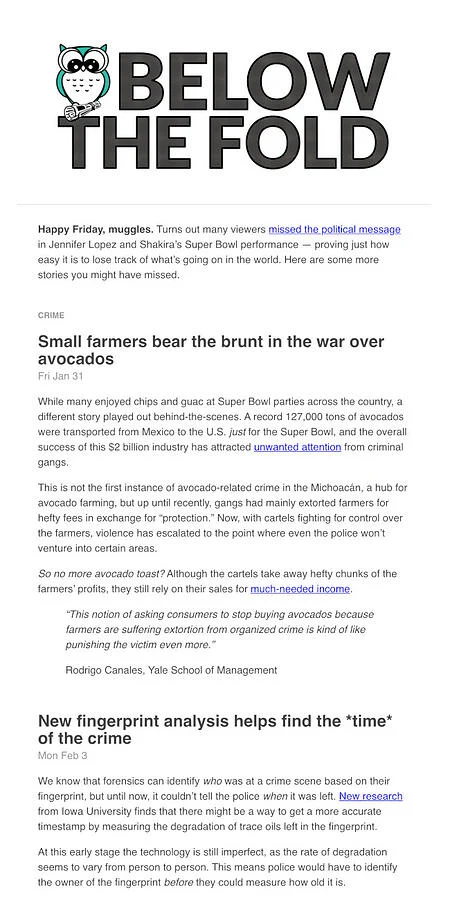 BELOW
THE FOLD
Happy Friday, muggles. Turns out many viewers missed the political message
in Jennifer Lopez and Shakira's Super Bowl performance — proving just how
easy it is to lose track of what's going on in the world. Here are some more
stories you might have missed.
CRIME
Small farmers bear the brunt in the war over
avocados
Fri Jan 31
While many enjoyed chips and guac at Super Bowl parties across the country, a
different story played out behind-the-scenes. A record 127,000 tons of avocados
were transported from Mexico to the U.S. just for the Super Bowl, and the overall
success of this $2 billion industry has attracted unwanted attention from criminal
gangs.
This is not the first instance of avocado-related crime in the Michoacán, a hub for
avocado farming, but up until recently, gangs had mainly extorted farmers for
hefty fees in exchange for “protection.” Now, with cartels fighting for control over
the farmers, violence has escalated to the point where even the police won't
venture into certain areas.
So no more avocado toast? Although the cartels take away hefty chunks of the
farmers' profits, they still rely on their sales for much-needed income.
“This notion of asking consumers to stop buying avocados because
farmers are suffering extortion from organized crime is kind of like
punishing the victim even more.”
Rodrigo Canales, Yale School of Management
New fingerprint analysis helps find the *time*
of the crime
Mon Feb 3
We know that forensics can identify who was at a crime scene based on their
fingerprint, but until now, it couldn't tell the police when it was left. New research
from Iowa University finds that there might be a way to get a more accurate
timestamp by measuring the degradation of trace oils left in the fingerprint.
At this early stage the technology is still imperfect, as the rate of degradation
seems to vary from person to person. This means police would have to identify
the owner of the fingerprint before they could measure how old it is.